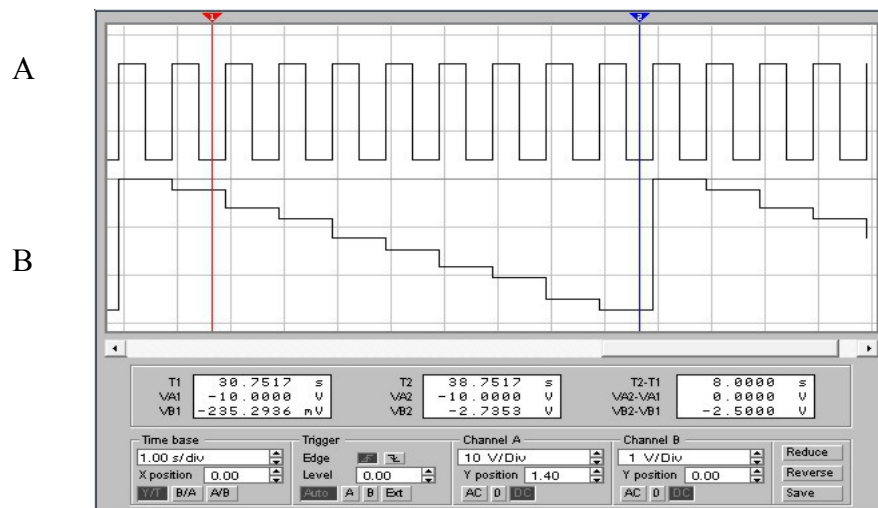 1 2
A
B
T1 30.7517 s T2 38.7517 s T2-T1 8.0000 s
VA1 -10.0000 V VA2 -10.0000 V VA2-VA1 0.0000 V
VB1 -235.2936 mV VB2 -2.7353 V VB2-VB1 -2.5000 V
Time base Trigger Channel A Channel B
1.00 s/div Edge 10 V/Div 1 V/Div Reduce
X position 0.00 Level 0.00 Y position 1.40 Y position 0.00 Reverse
Y/T B/A A/B Auto A B Ext AC 0 DC AC 0 DC Save